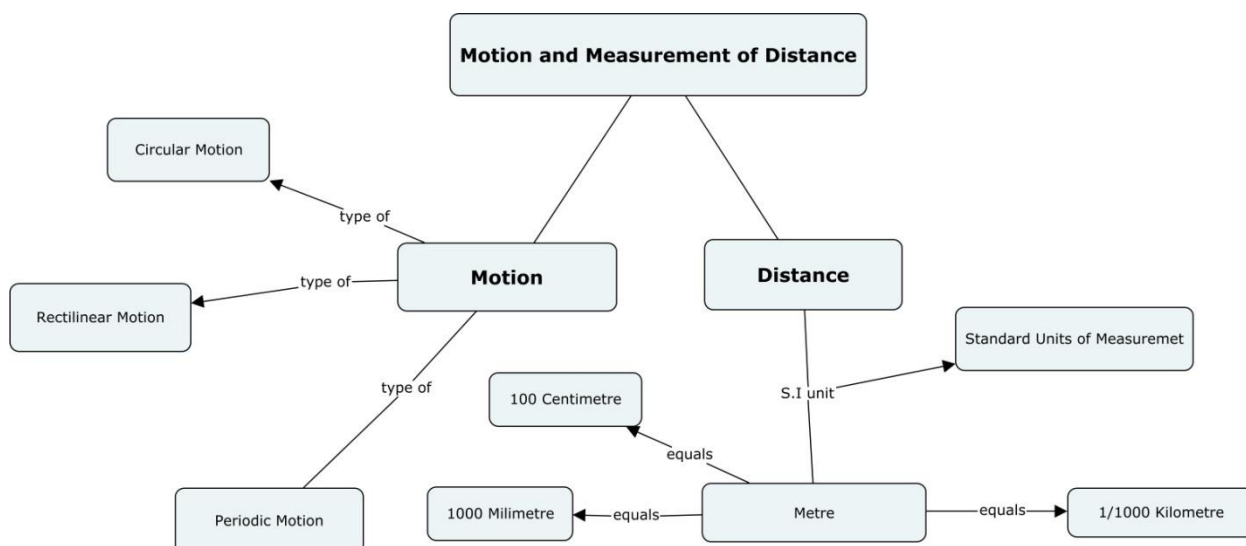 Motion and Measurement of Distance
Circular Motion
type of
Motion
Distance
type of
Rectilinear Motion
Standard Units of Measuremet
type of
S.I unit
100 Centimetre
equals
1000 Milimetre
equals
Metre
equals
1/1000 Kilometre
Periodic Motion